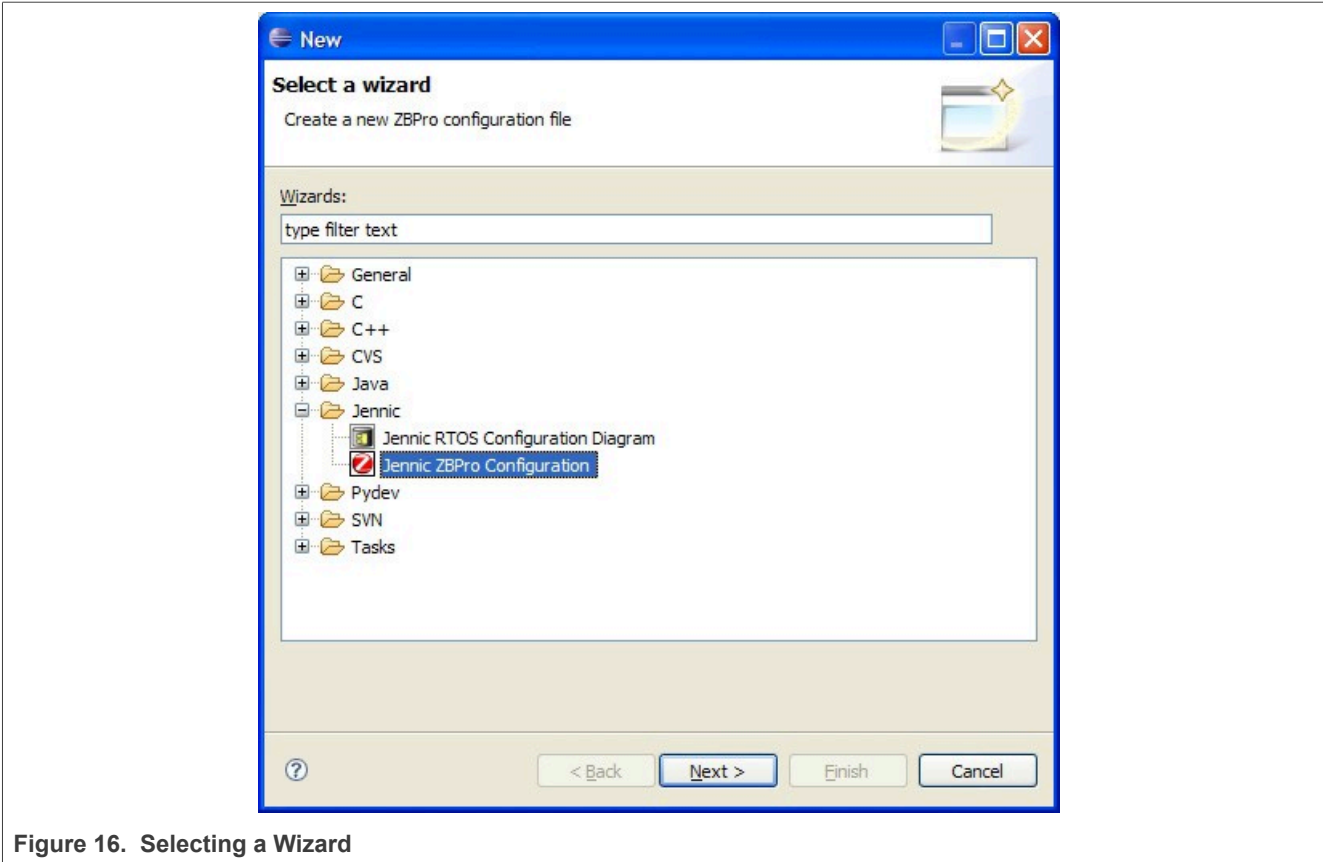 New
Select a wizard
Create a new ZBPro configuration file
Wizards:
type filter text
General
C
C++
CVS
Java
Jennic
Jennic RTOS Configuration Diagram
Jennic ZBPro Configuration
Pydev
SVN
Tasks
?
< Back Next > Finish Cancel
Figure 16. Selecting a Wizard